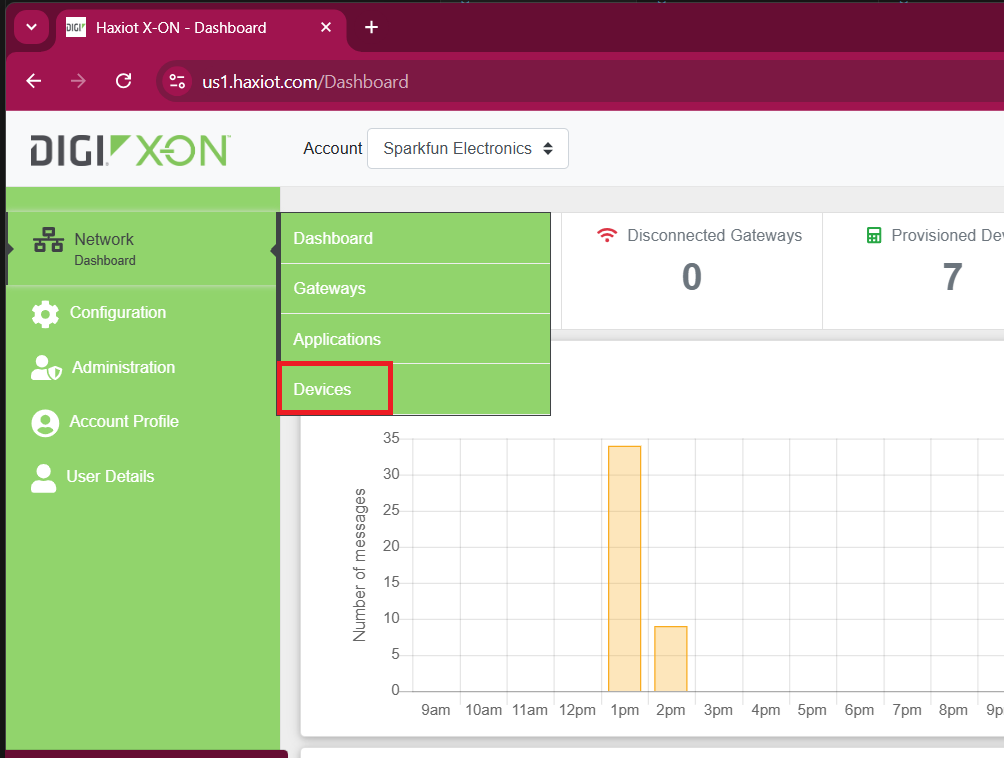 DIGI Haxiot X-ON - Dashboard
us1.haxiot.com/Dashboard
DIGI X-ON™
Account Sparkfun Electronics
Network
Dashboard
Configuration
Administration
Account Profile
User Details
Dashboard
Gateways
Applications
Devices
Disconnected Gateways
0
Provisioned Dev
7
Number of messages
35
30
25
20
15
10
5
0
9am 10am 11am 12pm 1pm 2pm 3pm 4pm 5pm 6pm 7pm 8pm 9p